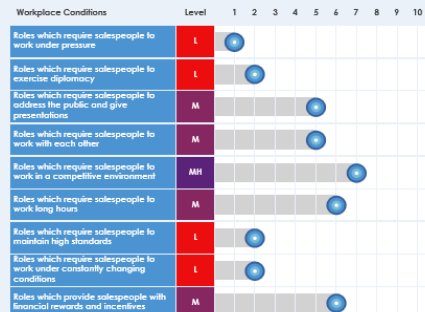 Workplace Conditions Level 1 2 3 4 5 6 7 8 9 10
Roles which require salespeople to
work under pressure
L
Roles which require salespeople to
exercise diplomacy
L
Roles which require salespeople to
address the public and give
presentations
M
Roles which require salespeople to
work with each other
M
Roles which require salespeople to
work in a competitive environment
MH
Roles which require salespeople to
work long hours
M
Roles which require salespeople to
maintain high standards
L
Roles which require salespeople to
work under constantly changing
conditions
L
Roles which provide salespeople with
financial rewards and incentives
M